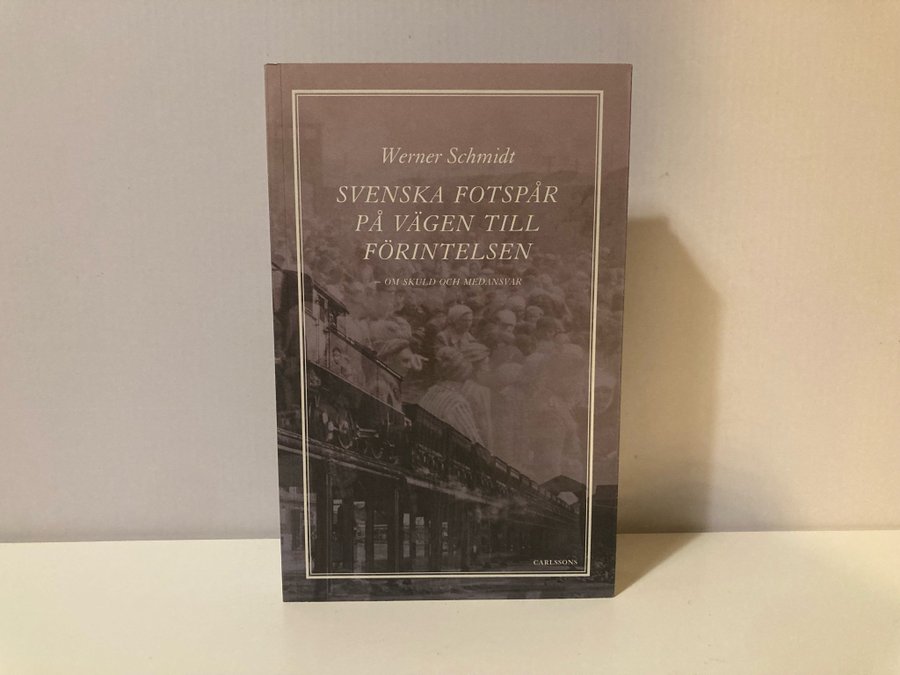 Werner Schmidt
SVENSKA FOTSPÅR
PÅ VÄGEN TILL
FÖRINTELSEN
– OM SKULD OCH MEDANSVAR
CARLSSONS